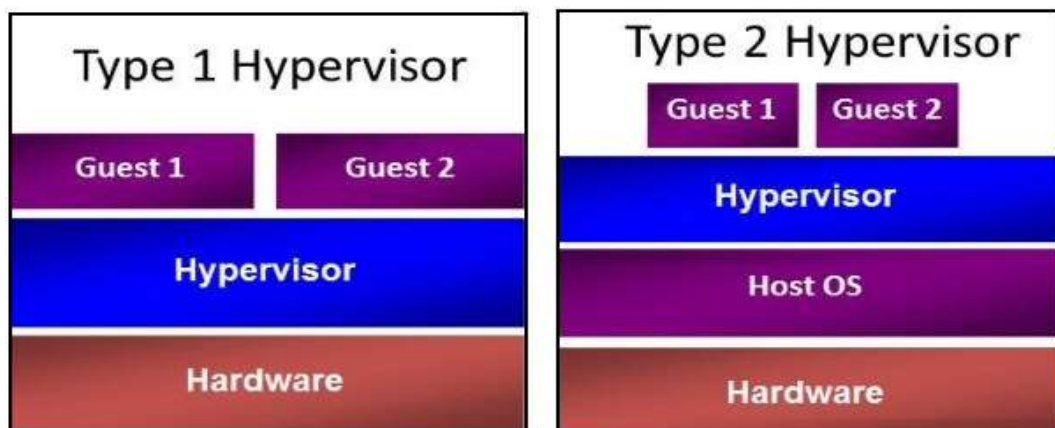 Type 1 Hypervisor
Guest 1
Guest 2
Hypervisor
Hardware
Type 2 Hypervisor
Guest 1
Guest 2
Hypervisor
Host OS
Hardware